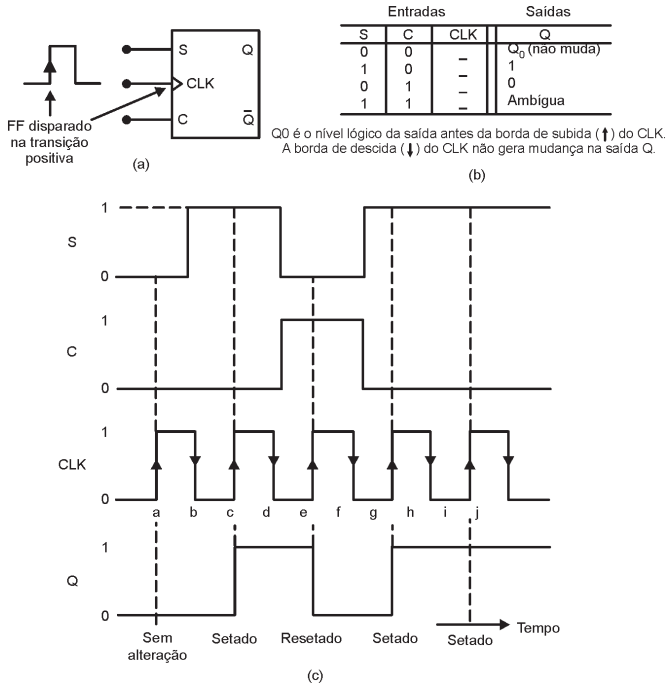 S Q
CLK
C Q̅
FF disparado
na transição
positiva
(a)
Entradas Saídas
S C CLK Q
0 0 _ Q0 (não muda)
1 0 _ 1
0 1 _ 0
1 1 _ Ambígua
Q0 é o nível lógico da saída antes da borda de subida (↑) do CLK.
A borda de descida (↓) do CLK não gera mudança na saída Q.
(b)
1
S
0
1
C
0
1
CLK
0
a b c d e f g h i j
1
Q
0
Tempo
Sem
alteração
Setado Resetado Setado Setado
(c)